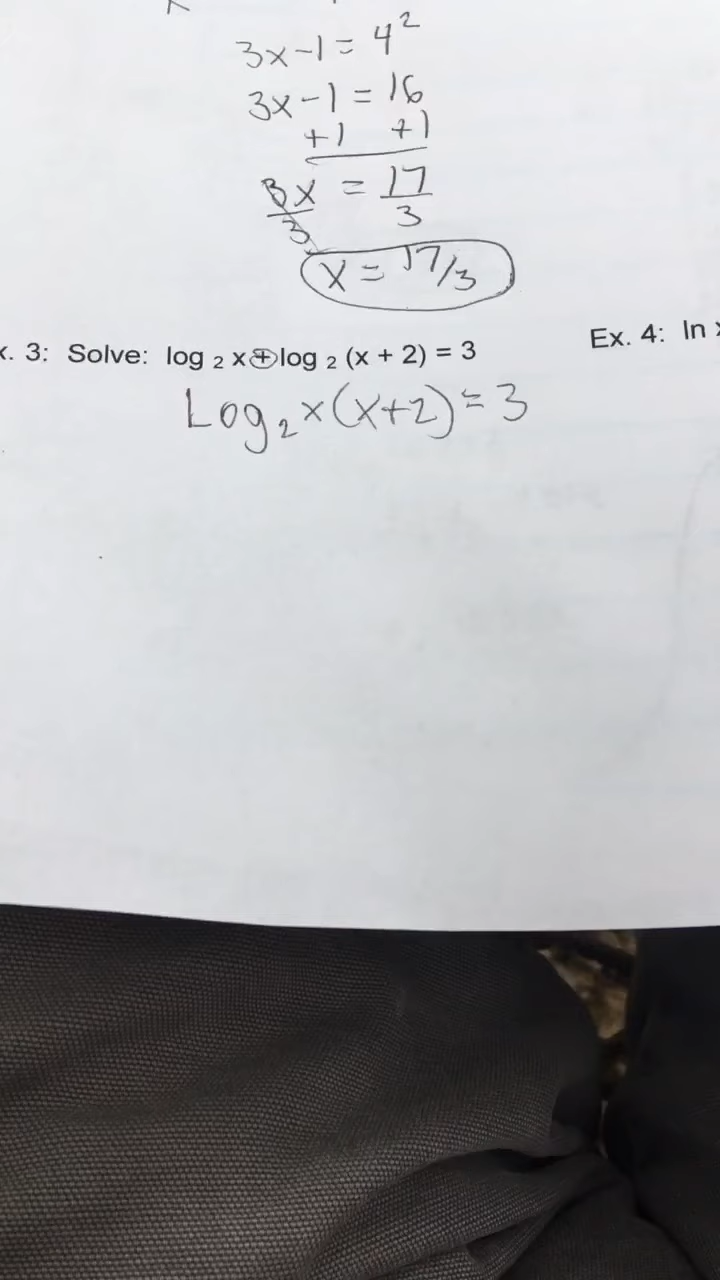 3x-1 = 4²
3x-1 = 16
+1 +1
3x = 17
3 3
x = 17/3
. 3: Solve: log ₂ x + log ₂ (x + 2) = 3
Log₂x(x+2) = 3
Ex. 4: ln